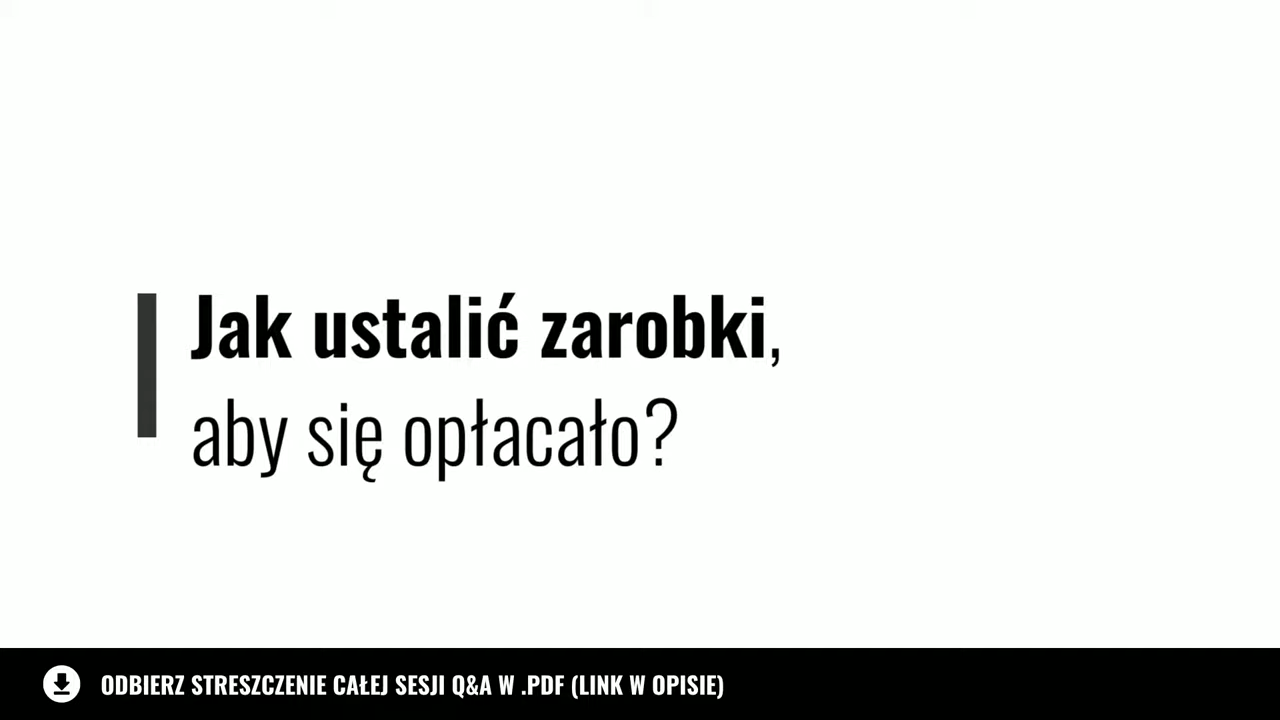 Jak ustalić zarobki,
aby się opłacało?
ODBIERZ STRESZCZENIE CAŁEJ SESJI Q&A W .PDF (LINK W OPISIE)